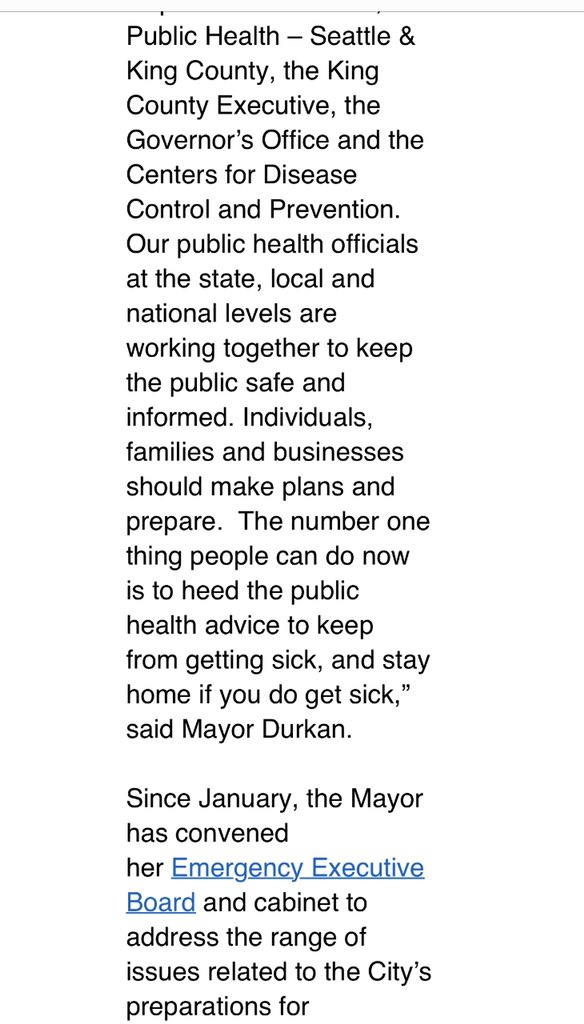 Public Health – Seattle &
King County, the King
County Executive, the
Governor’s Office and the
Centers for Disease
Control and Prevention.
Our public health officials
at the state, local and
national levels are
working together to keep
the public safe and
informed. Individuals,
families and businesses
should make plans and
prepare.  The number one
thing people can do now
is to heed the public
health advice to keep
from getting sick, and stay
home if you do get sick,”
said Mayor Durkan.

Since January, the Mayor
has convened
her Emergency Executive
Board and cabinet to
address the range of
issues related to the City’s
preparations for